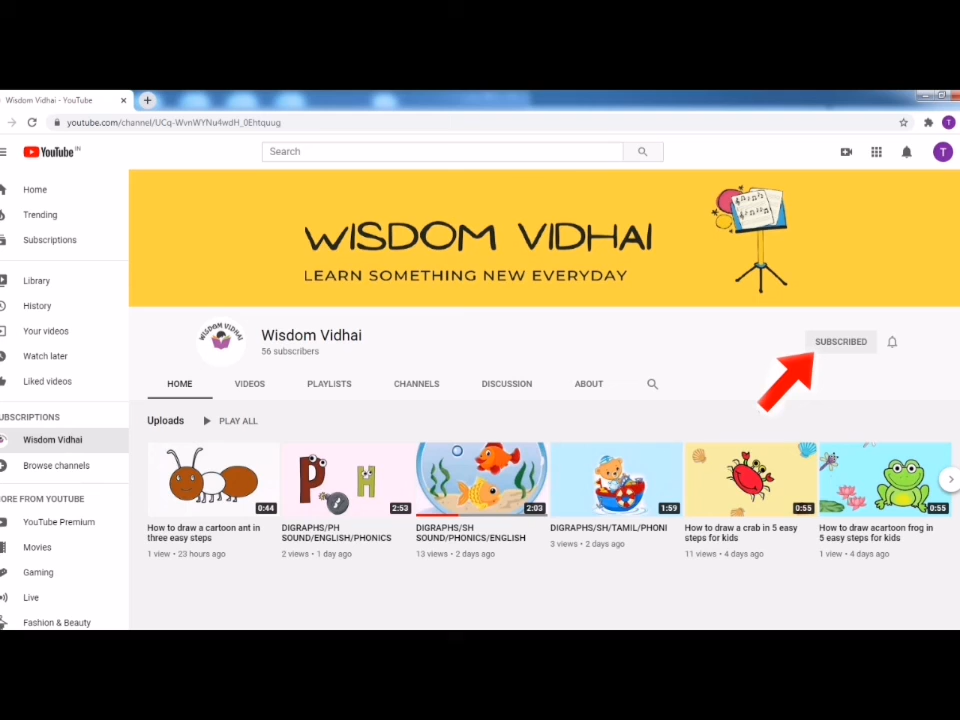 Wisdom Vidhai - YouTube
youtube.com/channel/UCq-WvnWYNu4wdH_0Ehtquug
T
YouTube IN
Search
T
Home
Trending
Subscriptions
Library
History
Your videos
Watch later
Liked videos
UBSCRIPTIONS
Wisdom Vidhai
Browse channels
ORE FROM YOUTUBE
YouTube Premium
Movies
Gaming
Live
Fashion & Beauty
WISDOM VIDHAI
LEARN SOMETHING NEW EVERYDAY
WISDOM VIDHAI
Wisdom Vidhai
56 subscribers
SUBSCRIBED
HOME VIDEOS PLAYLISTS CHANNELS DISCUSSION ABOUT
Uploads PLAY ALL
0:44
How to draw a cartoon ant in
three easy steps
1 view • 23 hours ago
P H
2:53
DIGRAPHS/PH
SOUND/ENGLISH/PHONICS
2 views • 1 day ago
2:03
DIGRAPHS/SH
SOUND/PHONICS/ENGLISH
13 views • 2 days ago
1:59
DIGRAPHS/SH/TAMIL/PHONI
3 views • 2 days ago
0:55
How to draw a crab in 5 easy
steps for kids
11 views • 4 days ago
0:55
How to draw acartoon frog in
5 easy steps for kids
1 view • 4 days ago